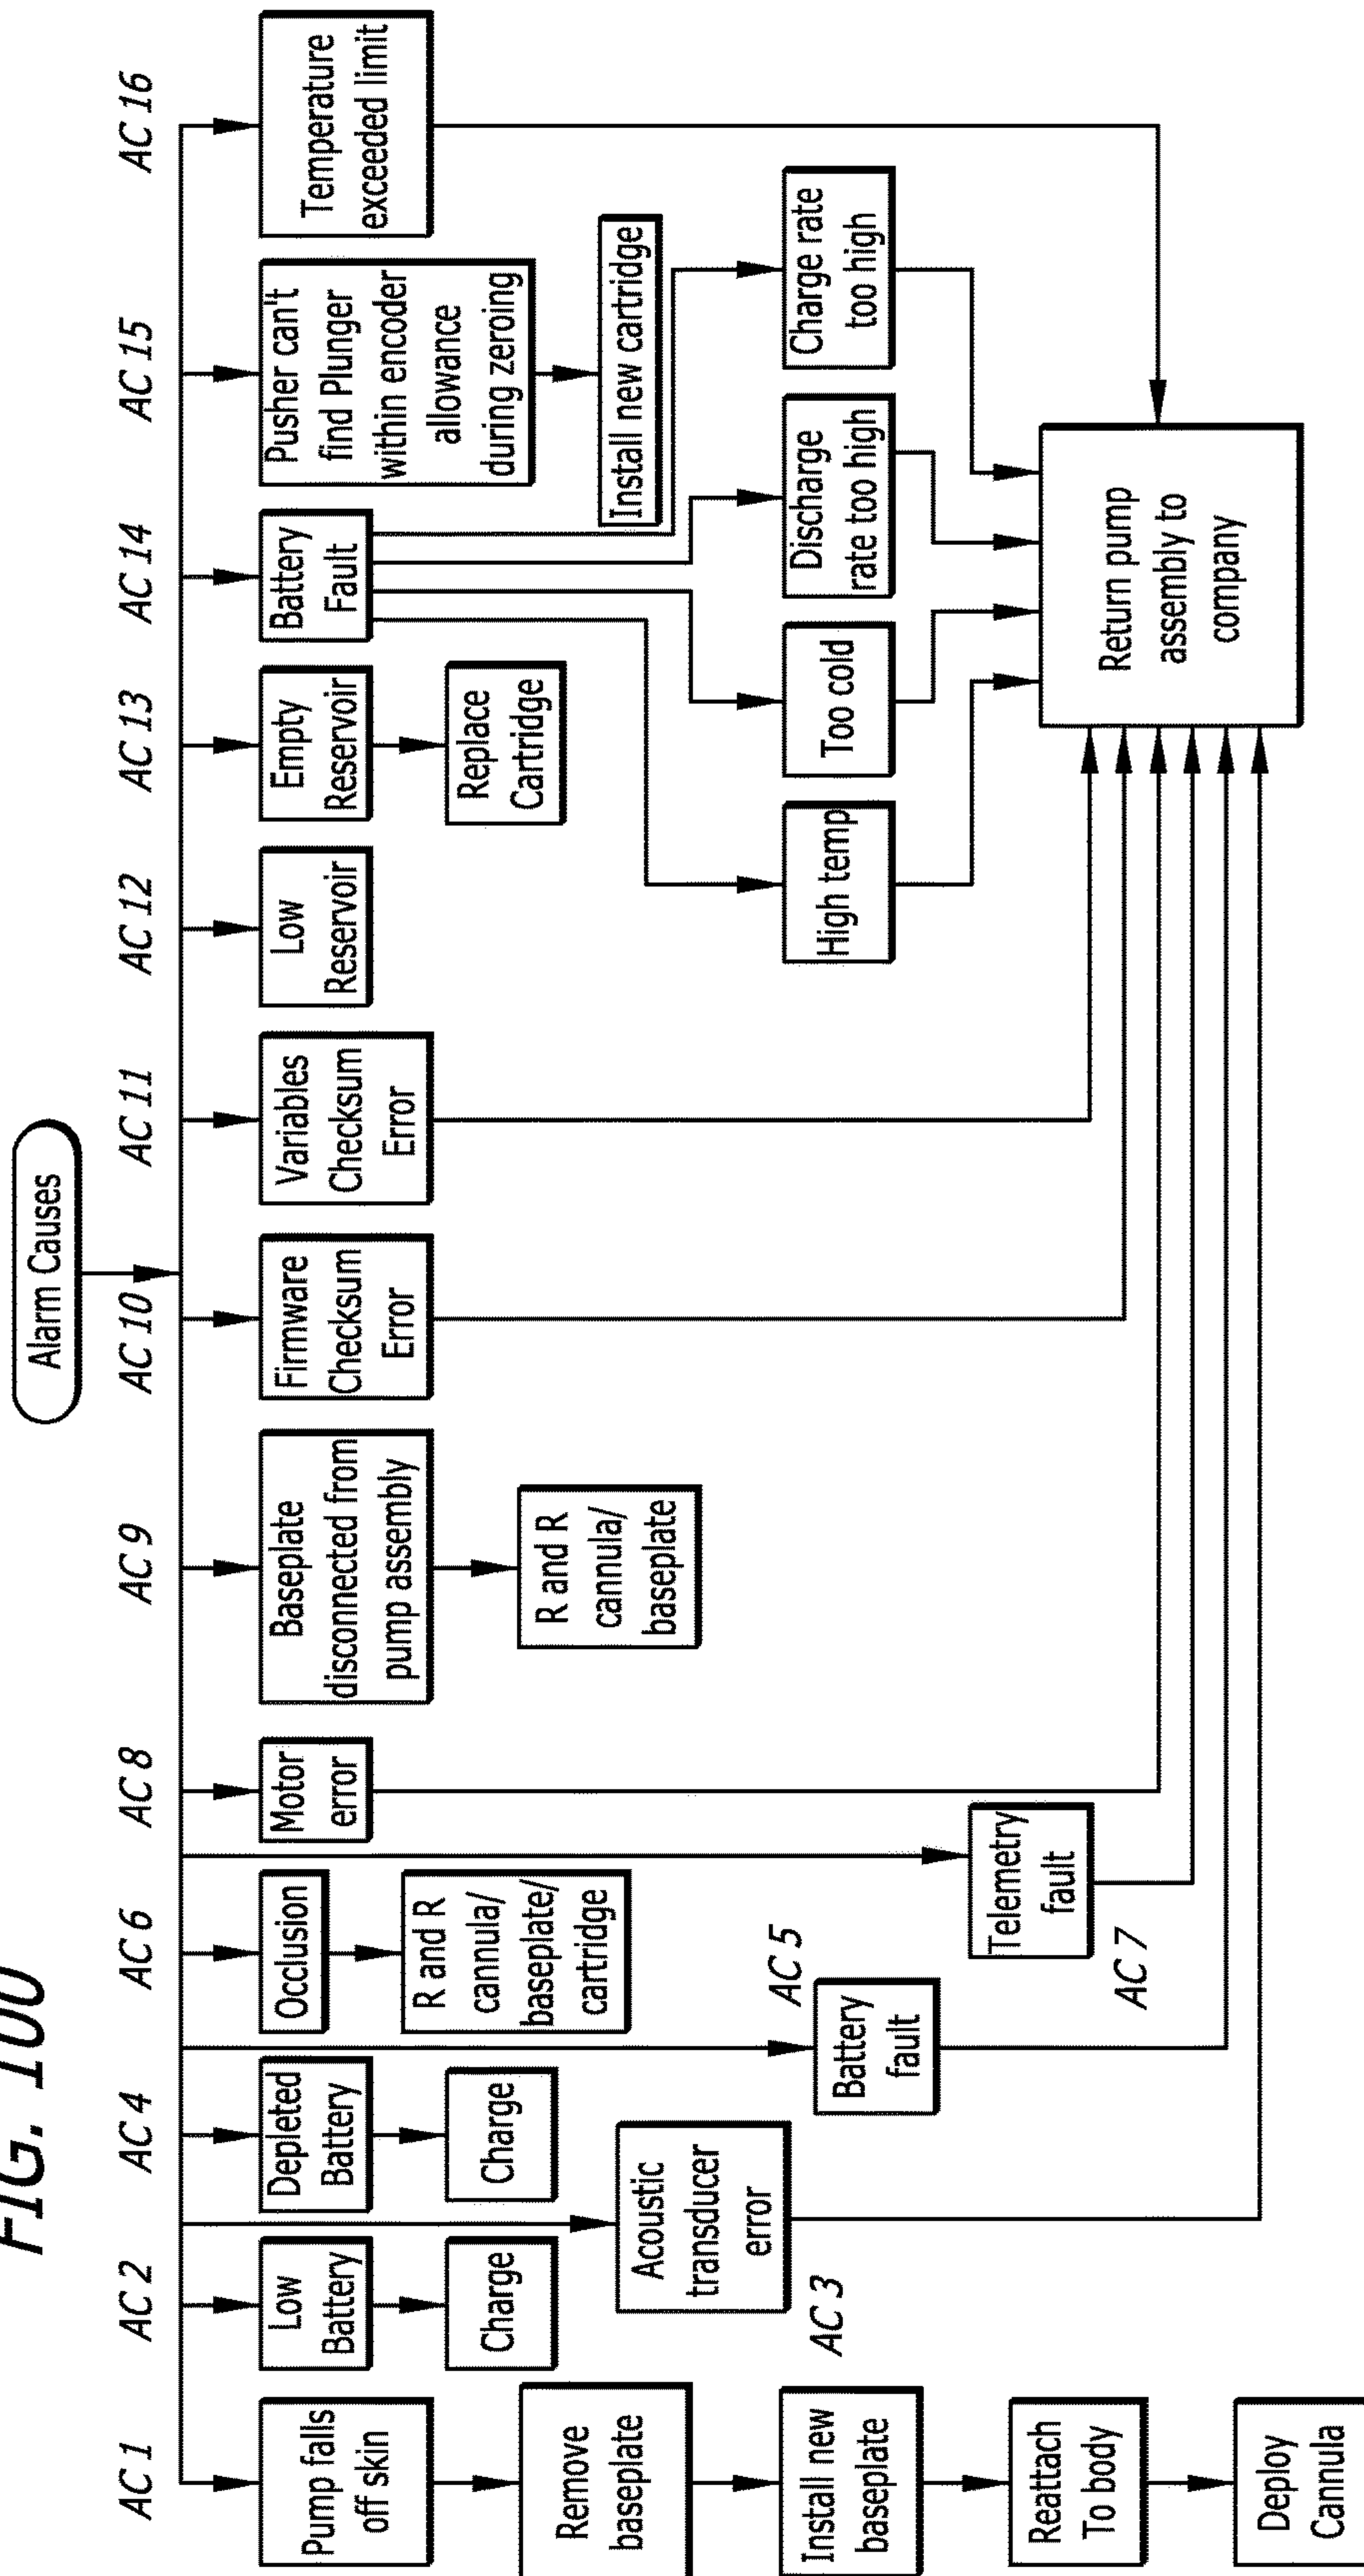 FIG. 100
Alarm Causes
AC 1
AC 2
AC 4
AC 6
AC 8
AC 9
AC 10
AC 11
AC 12
AC 13
AC 14
AC 15
AC 16
Pump falls
off skin
Remove
baseplate
Install new
baseplate
Reattach
To body
Deploy
Cannula
Low
Battery
Charge
Acoustic
transducer
error
AC 3
Depleted
Battery
Charge
AC 5
Battery
fault
Occlusion
R and R
cannula/
baseplate/
cartridge
Telemetry
fault
AC 7
Motor
error
Baseplate
disconnected from
pump assembly
R and R
cannula/
baseplate
Firmware
Checksum
Error
Variables
Checksum
Error
Low
Reservoir
Empty
Reservoir
Replace
Cartridge
Battery
Fault
High temp
Too cold
Discharge
rate too high
Charge rate
too high
Pusher can't
find Plunger
within encoder
allowance
during zeroing
Install new cartridge
Temperature
exceeded limit
Return pump
assembly to
company